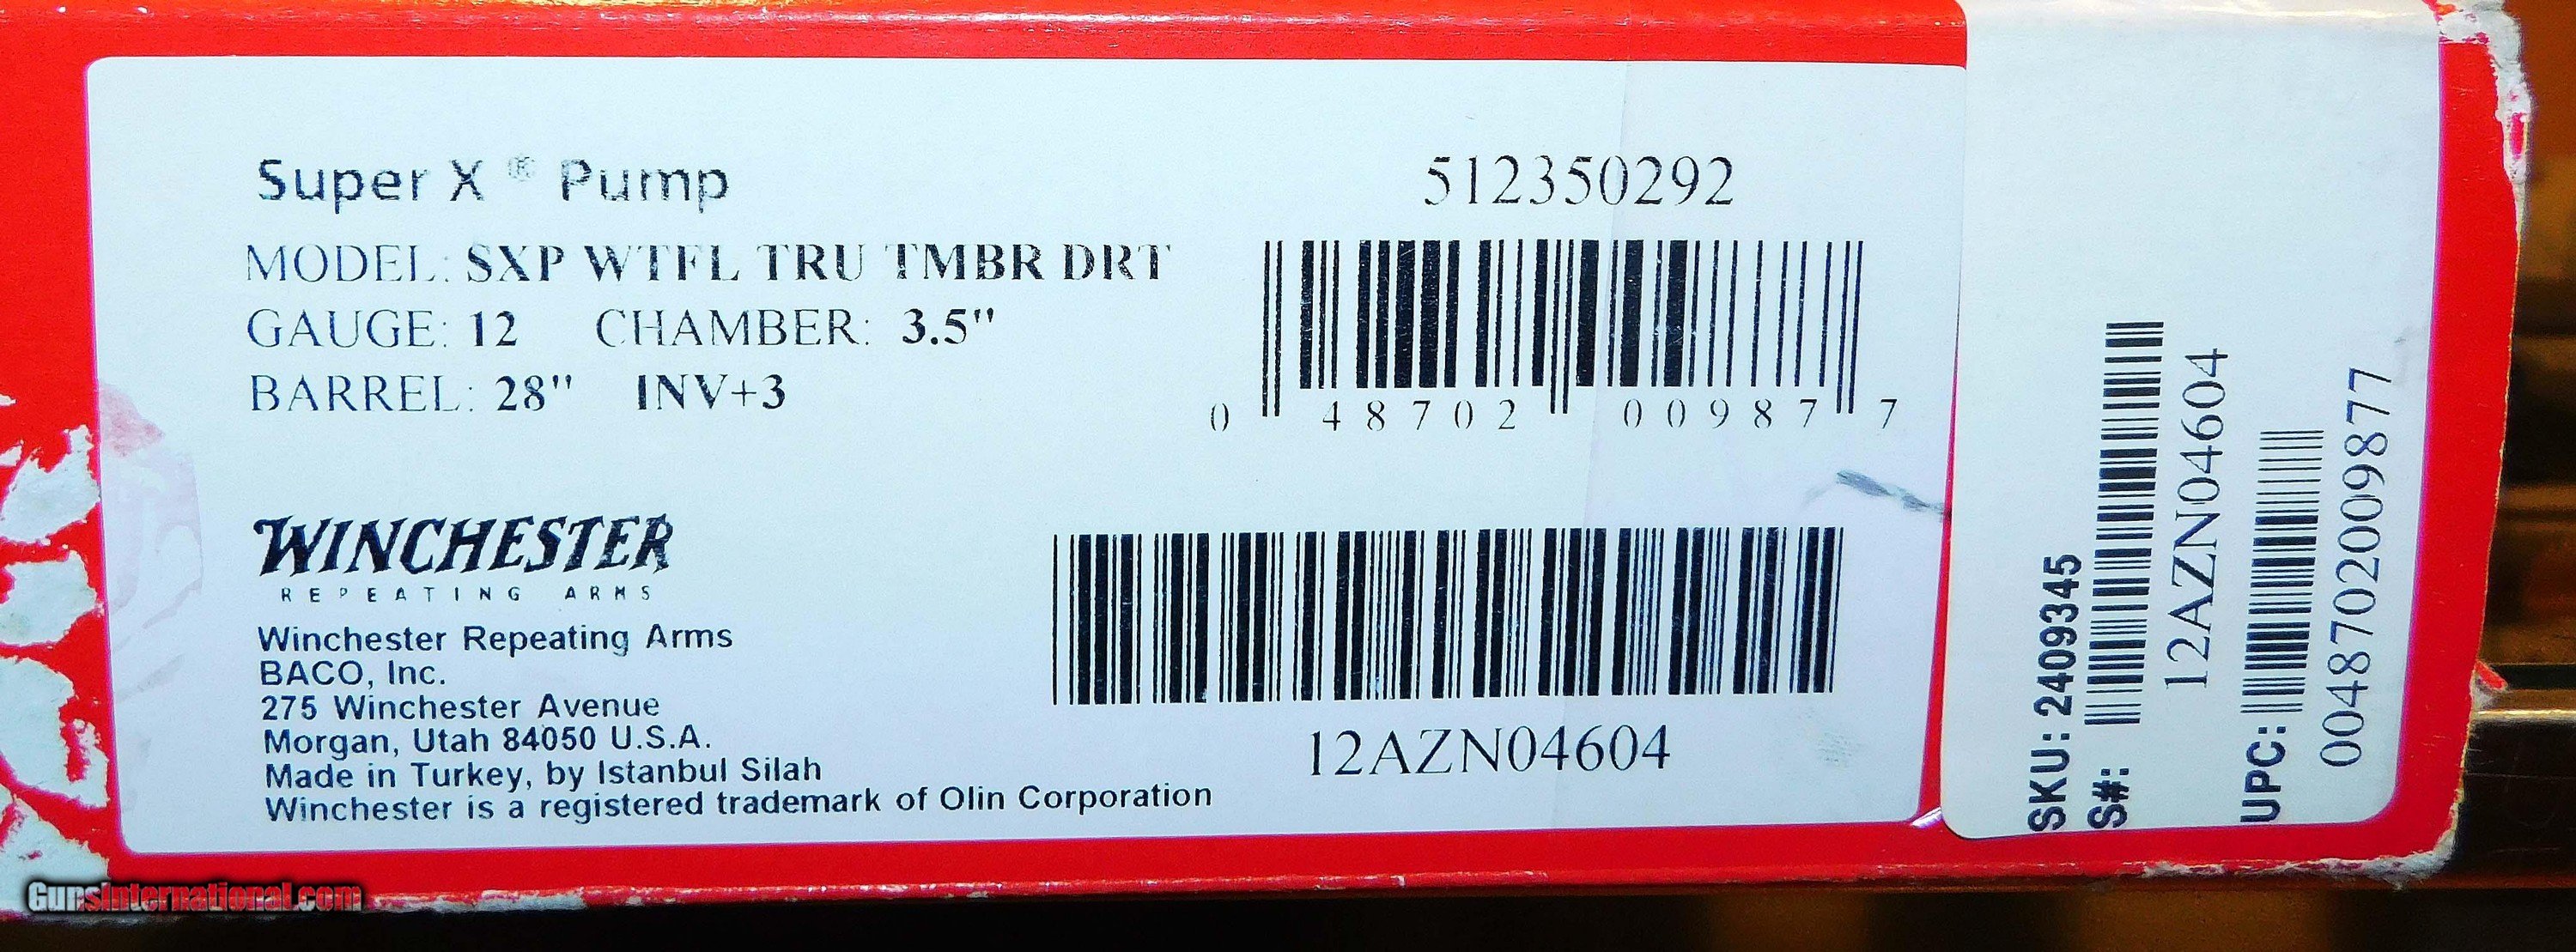 Super X ® Pump
MODEL: SXP WTFL TRU TMBR DRT
GAUGE: 12 CHAMBER: 3.5"
BARREL: 28" INV+3
512350292
0 48702 00987 7
WINCHESTER
REPEATING ARMS
Winchester Repeating Arms
BACO, Inc.
275 Winchester Avenue
Morgan, Utah 84050 U.S.A.
Made in Turkey, by Istanbul Silah
Winchester is a registered trademark of Olin Corporation
12AZN04604
SKU: 2409345
S#:
12AZN04604
UPC:
0048702009877
GunsInternational.com